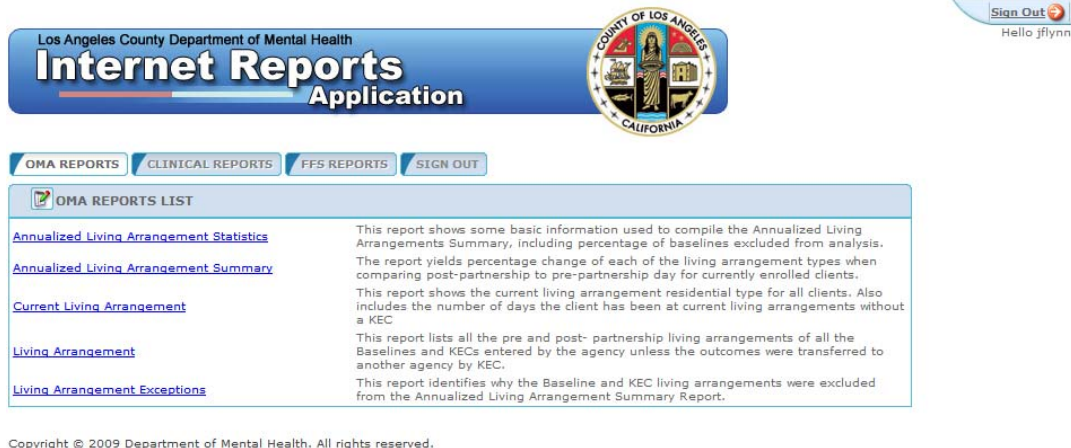 Sign Out
Hello jflynn
Los Angeles County Department of Mental Health
Internet Reports
Application
COUNTY OF LOS ANGELES
CALIFORNIA
OMA REPORTS
CLINICAL REPORTS
FFS REPORTS
SIGN OUT
OMA REPORTS LIST
Annualized Living Arrangement Statistics
This report shows some basic information used to compile the Annualized Living
Arrangements Summary, including percentage of baselines excluded from analysis.
Annualized Living Arrangement Summary
The report yields percentage change of each of the living arrangement types when
comparing post-partnership to pre-partnership day for currently enrolled clients.
Current Living Arrangement
This report shows the current living arrangement residential type for all clients. Also
includes the number of days the client has been at current living arrangements without
a KEC
Living Arrangement
This report lists all the pre and post- partnership living arrangements of all the
Baselines and KECs entered by the agency unless the outcomes were transferred to
another agency by KEC.
Living Arrangement Exceptions
This report identifies why the Baseline and KEC living arrangements were excluded
from the Annualized Living Arrangement Summary Report.
Copyright © 2009 Department of Mental Health. All rights reserved.